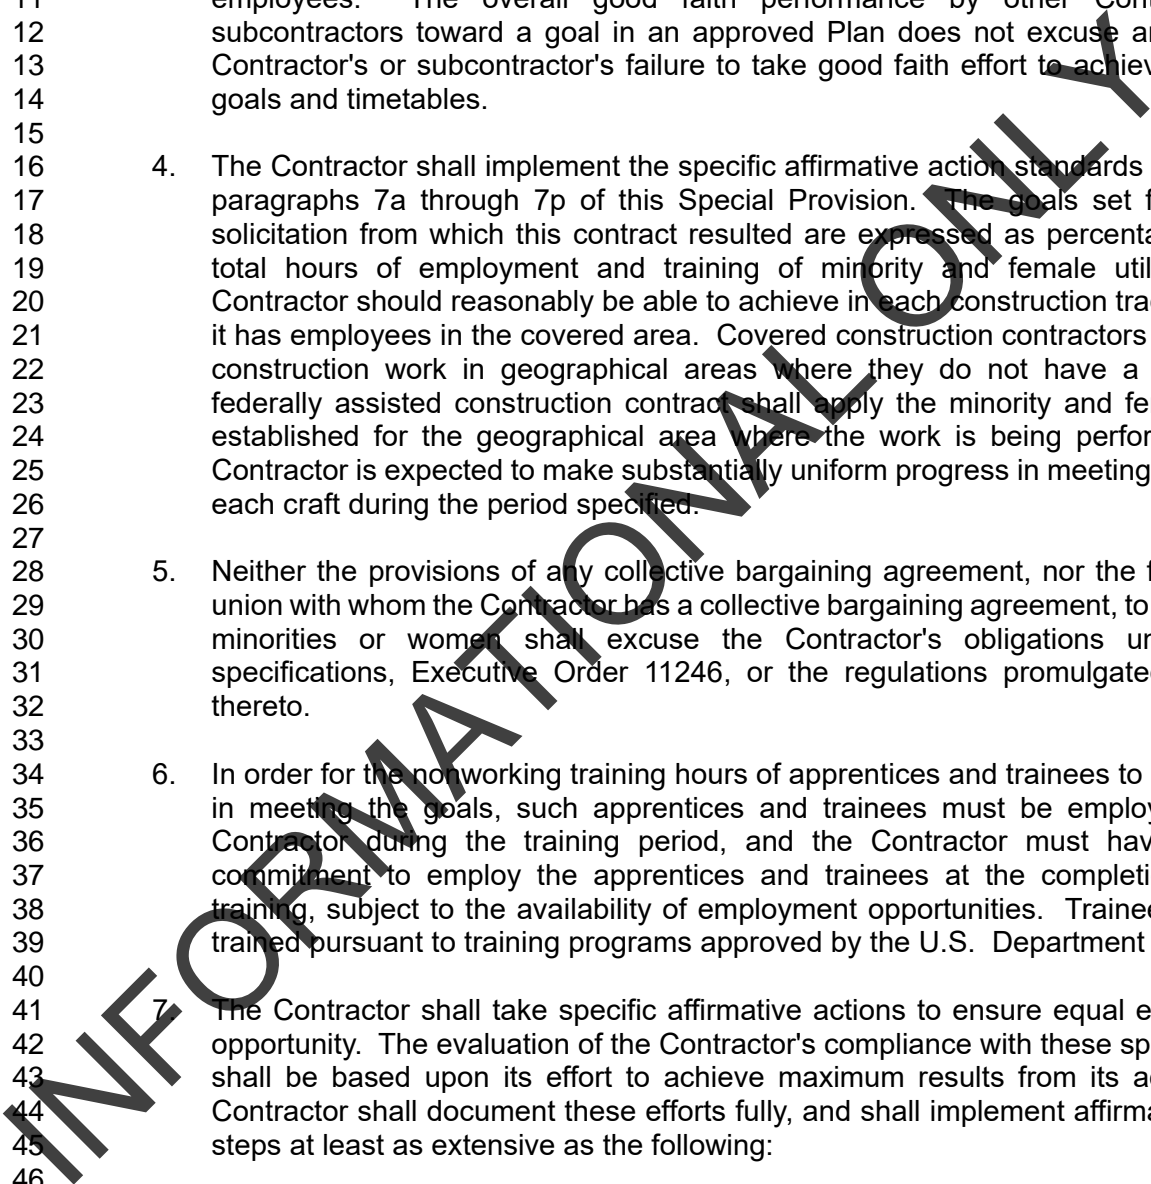 11 employees. The overall good faith performance by other
12 subcontractors toward a goal in an approved Plan does not excuse
13 Contractor's or subcontractor's failure to take good faith effort to
14 goals and timetables.
15
16 4. The Contractor shall implement the specific affirmative action standards
17 paragraphs 7a through 7p of this Special Provision. The goals set
18 solicitation from which this contract resulted are expressed as
19 total hours of employment and training of minority and female
20 Contractor should reasonably be able to achieve in each construction
21 it has employees in the covered area. Covered construction contractors
22 construction work in geographical areas where they do not have a
23 federally assisted construction contract shall apply the minority and
24 established for the geographical area where the work is being
25 Contractor is expected to make substantially uniform progress in meeting
26 each craft during the period specified.
27
28 5. Neither the provisions of any collective bargaining agreement, nor the
29 union with whom the Contractor has a collective bargaining agreement, to
30 minorities or women shall excuse the Contractor's obligations
31 specifications, Executive Order 11246, or the regulations
32 thereto.
33
34 6. In order for the nonworking training hours of apprentices and trainees to
35 in meeting the goals, such apprentices and trainees must be
36 Contractor during the training period, and the Contractor must
37 commitment to employ the apprentices and trainees at the
38 training, subject to the availability of employment opportunities.
39 trained pursuant to training programs approved by the U.S. Department
40
41 7. The Contractor shall take specific affirmative actions to ensure equal
42 opportunity. The evaluation of the Contractor's compliance with these
43 shall be based upon its effort to achieve maximum results from its
44 Contractor shall document these efforts fully, and shall implement
45 steps at least as extensive as the following:
46
INFORMATIONAL ONLY